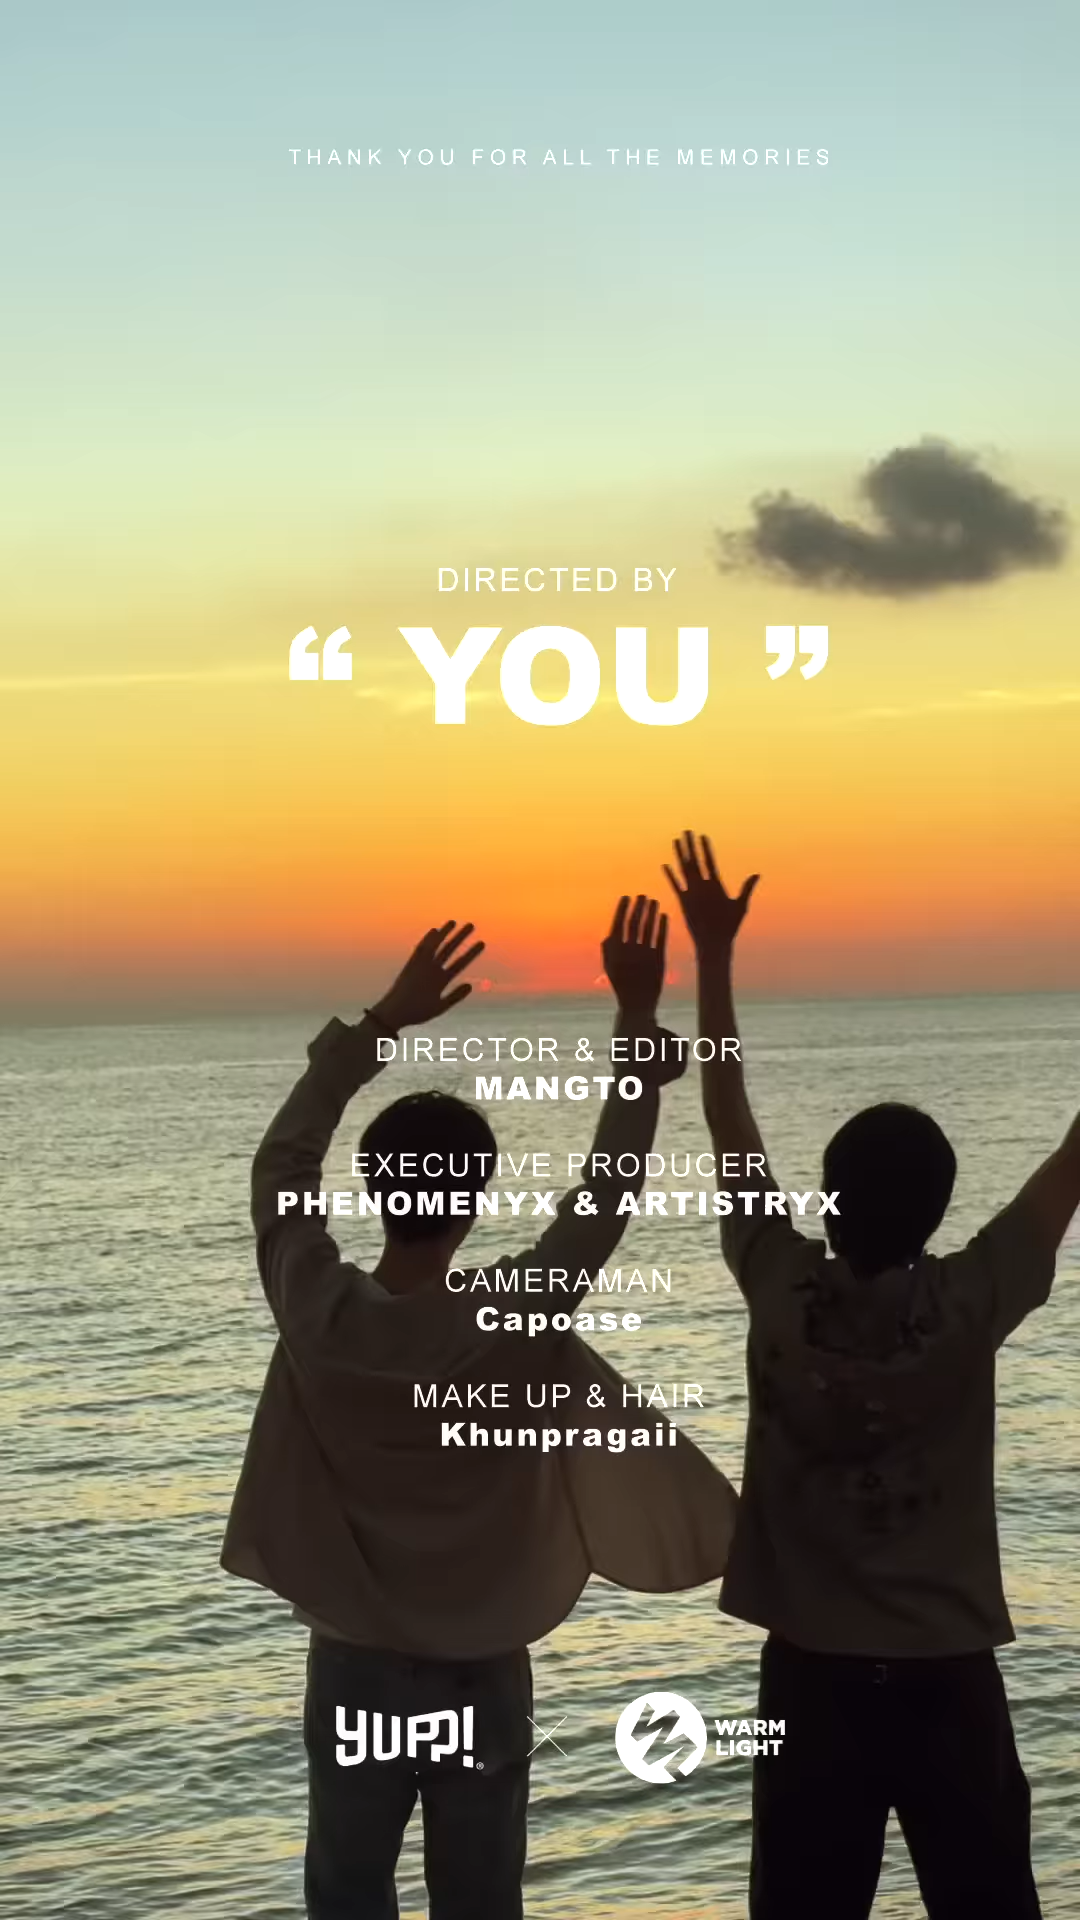 THANK YOU FOR ALL THE MEMORIES
DIRECTED BY
“ YOU ”
DIRECTOR & EDITOR
MANGTO
EXECUTIVE PRODUCER
PHENOMENYX & ARTISTRYX
CAMERAMAN
Capoase
MAKE UP & HAIR
Khunpragaii
YUPP! ®
WARM
LIGHT